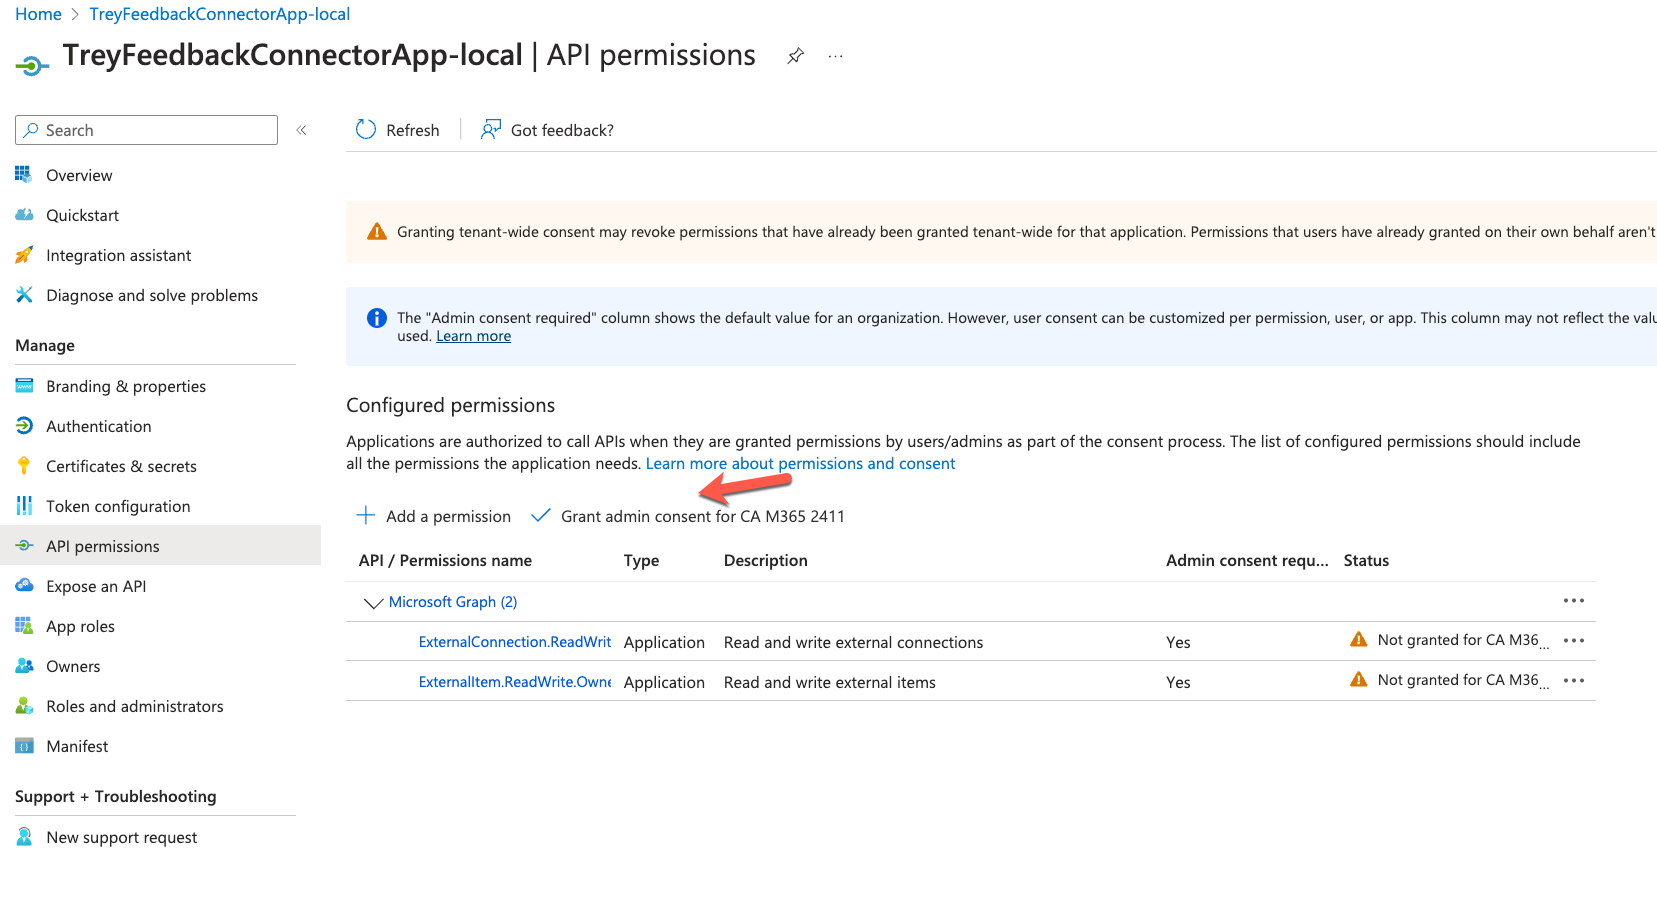 Home > TreyFeedbackConnectorApp-local
TreyFeedbackConnectorApp-local | API permissions
Search
Refresh
Got feedback?
Overview
Quickstart
Integration assistant
Diagnose and solve problems
Manage
Branding & properties
Authentication
Certificates & secrets
Token configuration
API permissions
Expose an API
App roles
Owners
Roles and administrators
Manifest
Support + Troubleshooting
New support request
Granting tenant-wide consent may revoke permissions that have already been granted tenant-wide for that application. Permissions that users have already granted on their own behalf aren't
The "Admin consent required" column shows the default value for an organization. However, user consent can be customized per permission, user, or app. This column may not reflect the valu
used. Learn more
Configured permissions
Applications are authorized to call APIs when they are granted permissions by users/admins as part of the consent process. The list of configured permissions should include
all the permissions the application needs. Learn more about permissions and consent
Add a permission Grant admin consent for CA M365 2411
API / Permissions name Type Description Admin consent requ... Status
Microsoft Graph (2)
ExternalConnection.ReadWrit Application Read and write external connections Yes Not granted for CA M36...
ExternalItem.ReadWrite.Owne Application Read and write external items Yes Not granted for CA M36...